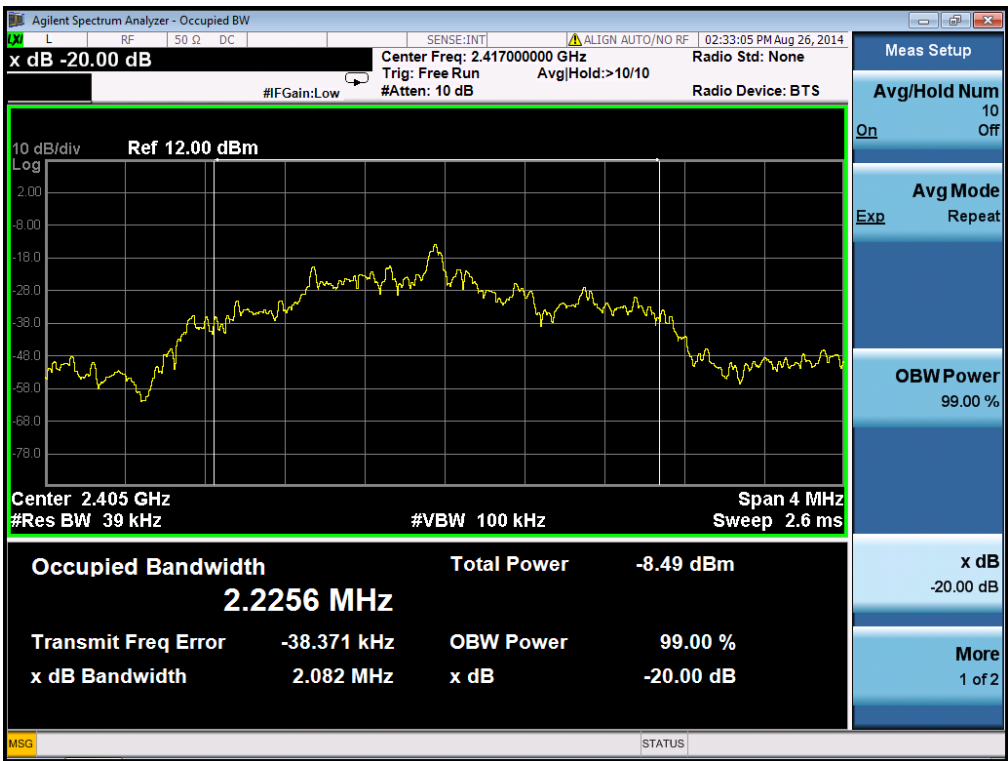 Agilent Spectrum Analyzer - Occupied BW
LXI L RF 50 Ω DC SENSE:INT ALIGN AUTO/NO RF 02:33:05 PM Aug 26, 2014
x dB -20.00 dB
Center Freq: 2.417000000 GHz Radio Std: None
Trig: Free Run Avg|Hold:>10/10
#IFGain:Low #Atten: 10 dB Radio Device: BTS
10 dB/div Ref 12.00 dBm
Log
2.00
-8.00
-18.0
-28.0
-38.0
-48.0
-58.0
-68.0
-78.0
Center 2.405 GHz Span 4 MHz
#Res BW 39 kHz #VBW 100 kHz Sweep 2.6 ms
Occupied Bandwidth Total Power -8.49 dBm
2.2256 MHz
Transmit Freq Error -38.371 kHz OBW Power 99.00 %
x dB Bandwidth 2.082 MHz x dB -20.00 dB
MSG STATUS
Meas Setup
Avg/Hold Num
10
On Off
Avg Mode
Exp Repeat
OBW Power
99.00 %
x dB
-20.00 dB
More
1 of 2